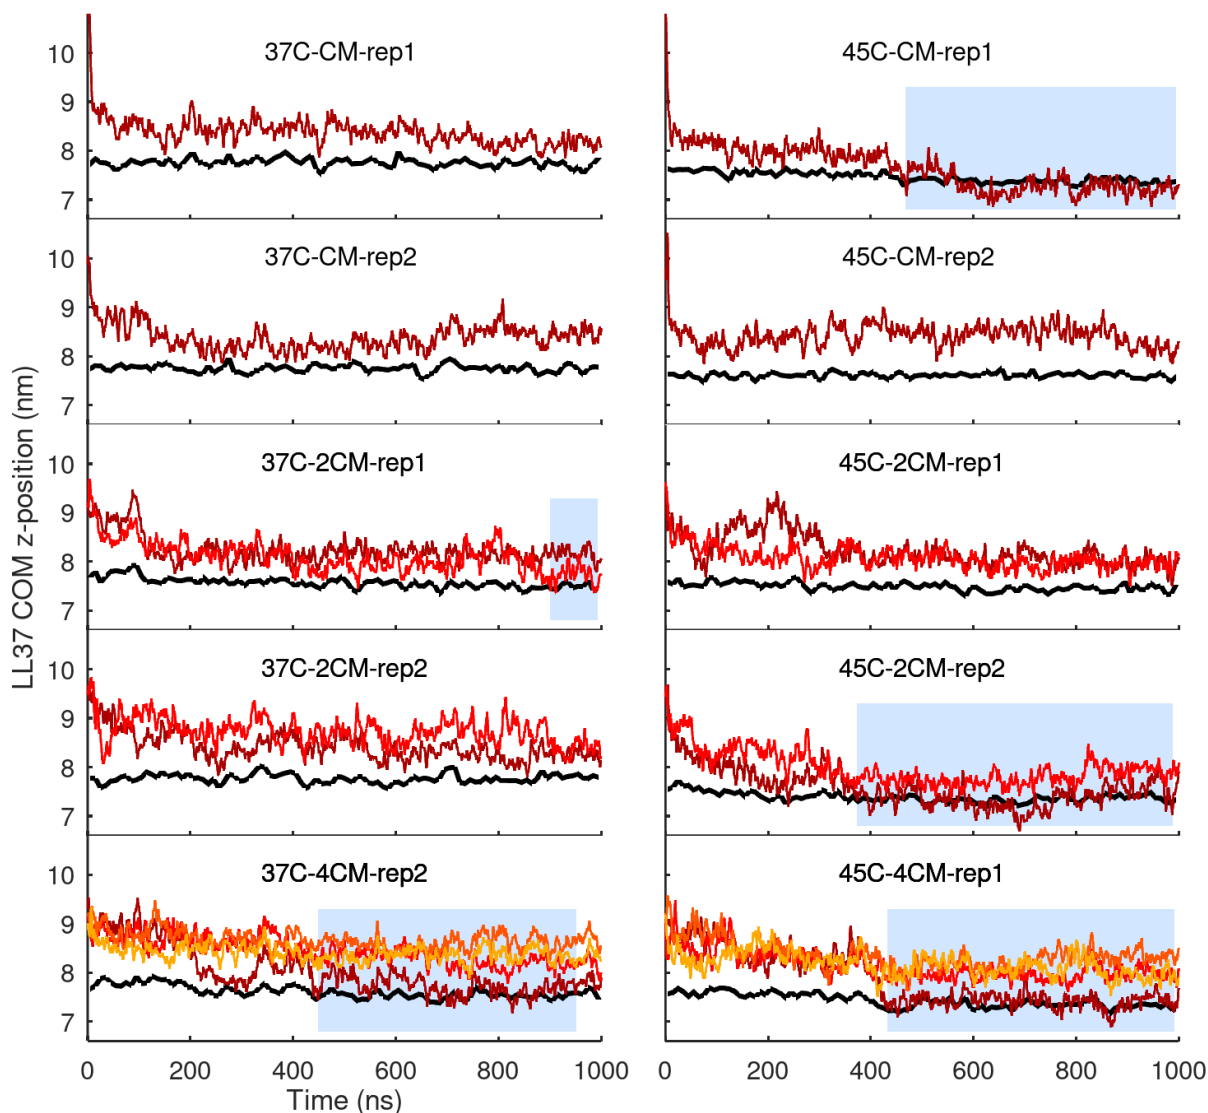 37C-CM-rep1
45C-CM-rep1
10
9
8
7
37C-CM-rep2
45C-CM-rep2
10
9
8
7
37C-2CM-rep1
45C-2CM-rep1
10
9
8
7
LL37 COM z-position (nm)
37C-2CM-rep2
45C-2CM-rep2
10
9
8
7
37C-4CM-rep2
45C-4CM-rep1
10
9
8
7
0 200 400 600 800 1000
0 200 400 600 800 1000
Time (ns)